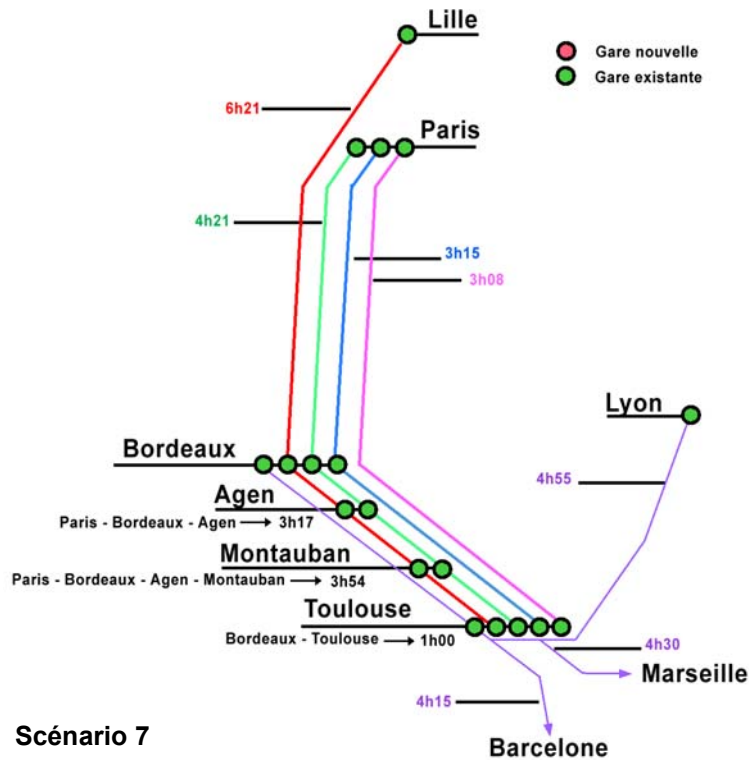 Lille
Gare nouvelle
Gare existante
6h21
Paris
4h21
3h15
3h08
Lyon
Bordeaux
4h55
Agen
Paris - Bordeaux - Agen → 3h17
Montauban
Paris - Bordeaux - Agen - Montauban → 3h54
Toulouse
Bordeaux - Toulouse → 1h00
4h30
Marseille
4h15
Scénario 7
Barcelone